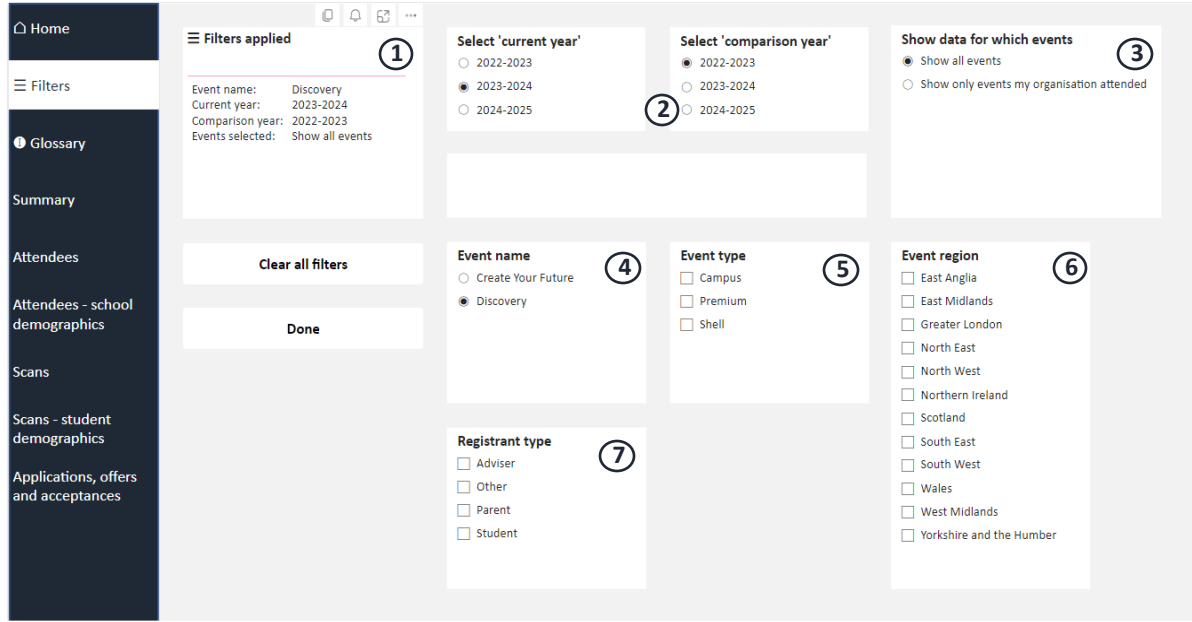 Home
Filters
Glossary
Summary
Attendees
Attendees - school
demographics
Scans
Scans - student
demographics
Applications, offers
and acceptances
Filters applied
1
Event name: Discovery
Current year: 2023-2024
Comparison year: 2022-2023
Events selected: Show all events
Clear all filters
Done
Select 'current year'
2022-2023
2023-2024
2024-2025
2
Select 'comparison year'
2022-2023
2023-2024
2024-2025
Show data for which events
3
Show all events
Show only events my organisation attended
Event name
4
Create Your Future
Discovery
Event type
5
Campus
Premium
Shell
Event region
6
East Anglia
East Midlands
Greater London
North East
North West
Northern Ireland
Scotland
South East
South West
Wales
West Midlands
Yorkshire and the Humber
Registrant type
7
Adviser
Other
Parent
Student